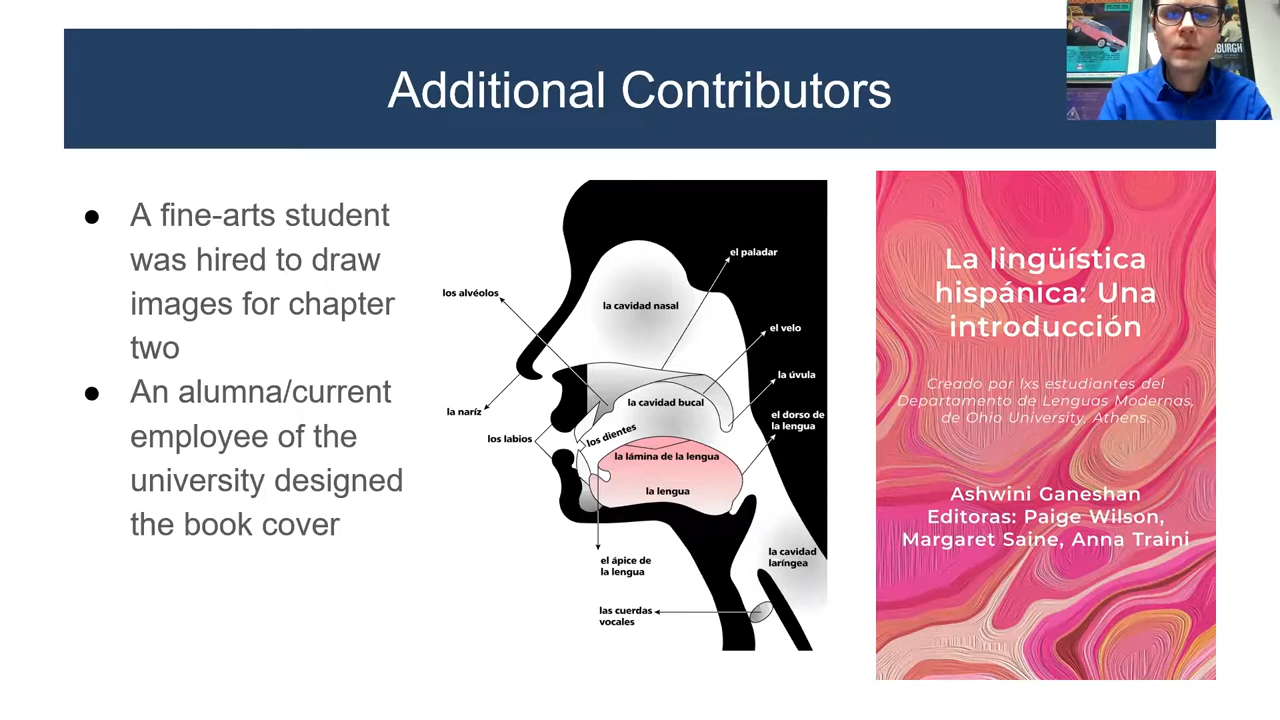 Additional Contributors
BURGH
● A fine-arts student
was hired to draw
images for chapter
two
● An alumna/current
employee of the
university designed
the book cover
el paladar
los alvéolos
la cavidad nasal
el velo
la úvula
la cavidad bucal
la naríz
el dorso de
la lengua
los labios
los dientes
la lámina de la lengua
la lengua
la cavidad
laríngea
el ápice de
la lengua
las cuerdas
vocales
La lingüística
hispánica: Una
introducción
Creado por lxs estudiantes del
Departamento de Lenguas Modernas,
de Ohio University, Athens.
Ashwini Ganeshan
Editoras: Paige Wilson,
Margaret Saine, Anna Traini